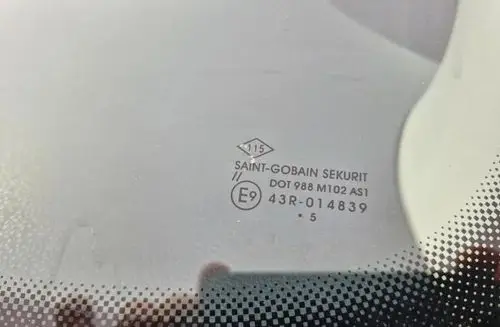 115
SAINT-GOBAIN SEKURIT
DOT 988 M102 AS1
//
E9 43R-014839
• 5